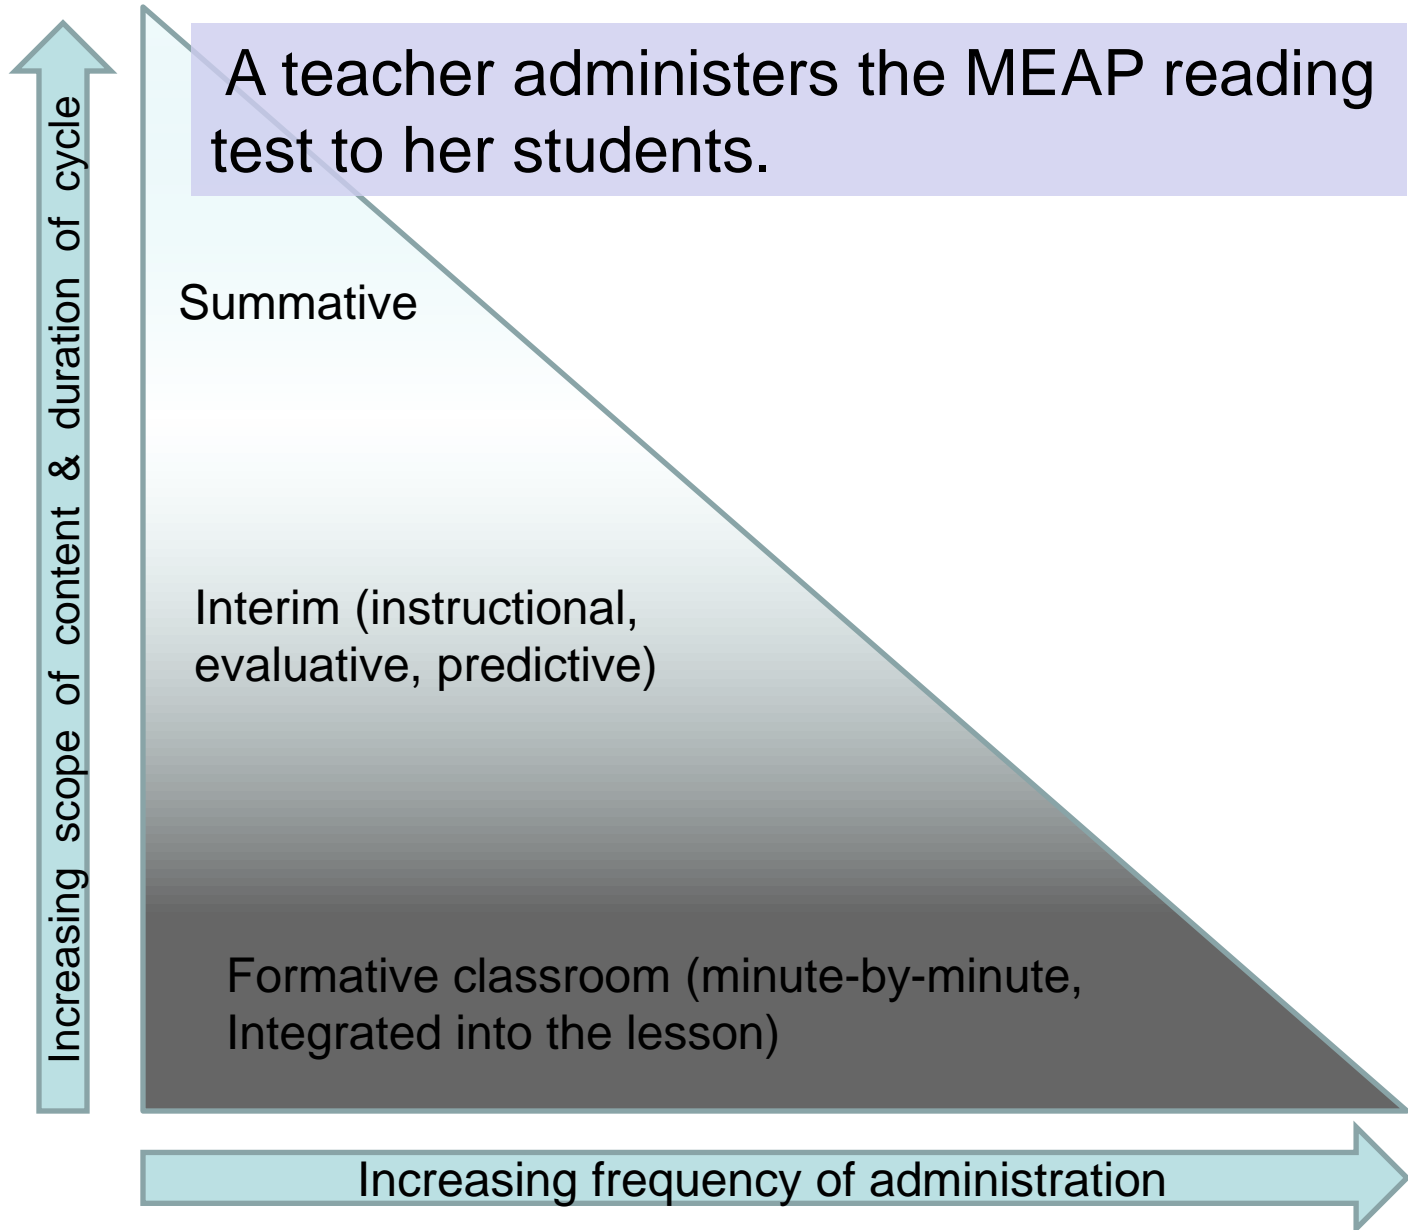 A teacher administers the MEAP reading
test to her students.
Increasing scope of content & duration of cycle
Summative
Interim (instructional,
evaluative, predictive)
Formative classroom (minute-by-minute,
Integrated into the lesson)
Increasing frequency of administration